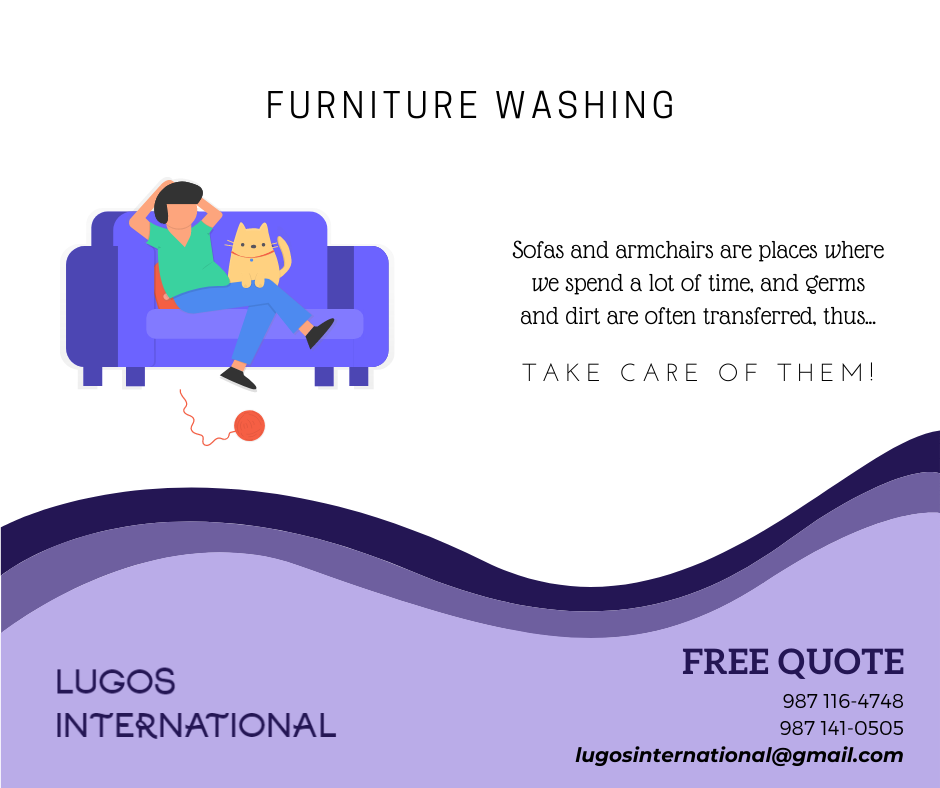 FURNITURE WASHING
Sofas and armchairs are places where
we spend a lot of time, and germs
and dirt are often transferred, thus...
TAKE CARE OF THEM!
LUGOS
INTERNATIONAL
FREE QUOTE
987 116-4748
987 141-0505
lugosinternational@gmail.com